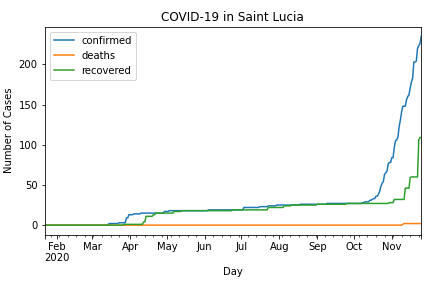 COVID-19 in Saint Lucia
confirmed
deaths
recovered
200
150
100
50
0
Number of Cases
Feb Mar Apr May Jun Jul Aug Sep Oct Nov
2020
Day